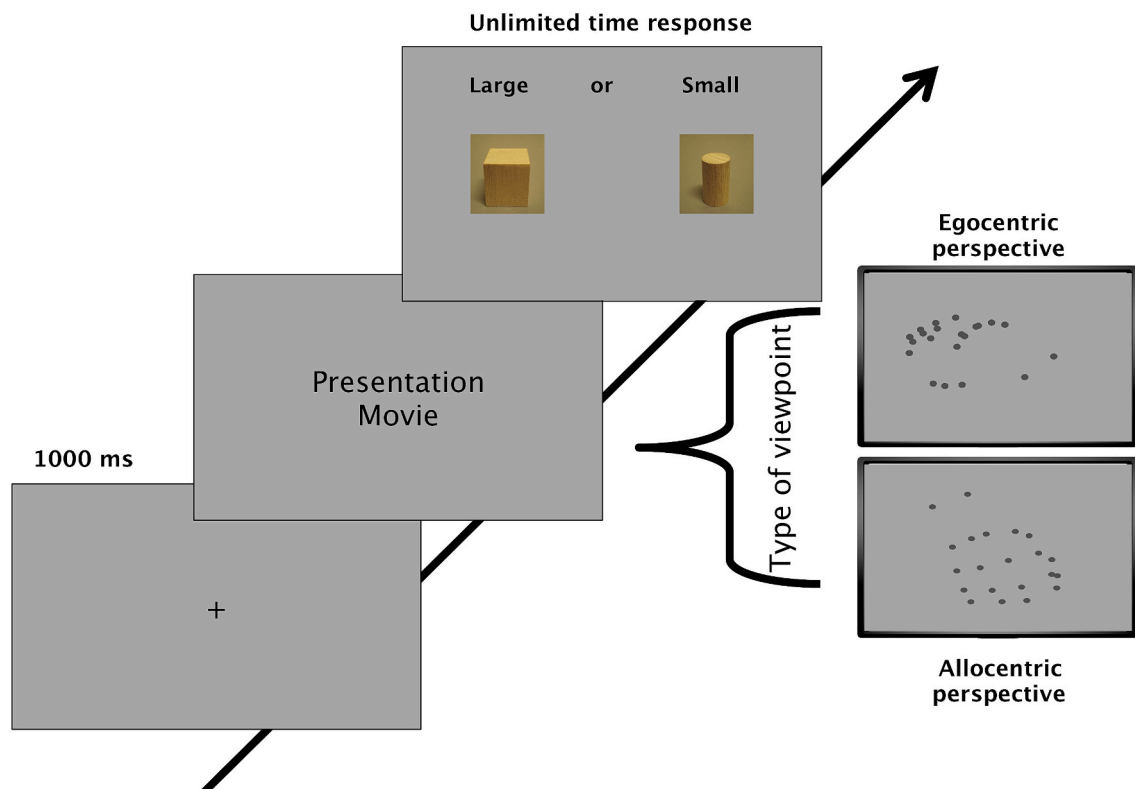 Unlimited time response
Large or Small
Egocentric
perspective
Presentation
Movie
Type of viewpoint
1000 ms
+
Allocentric
perspective